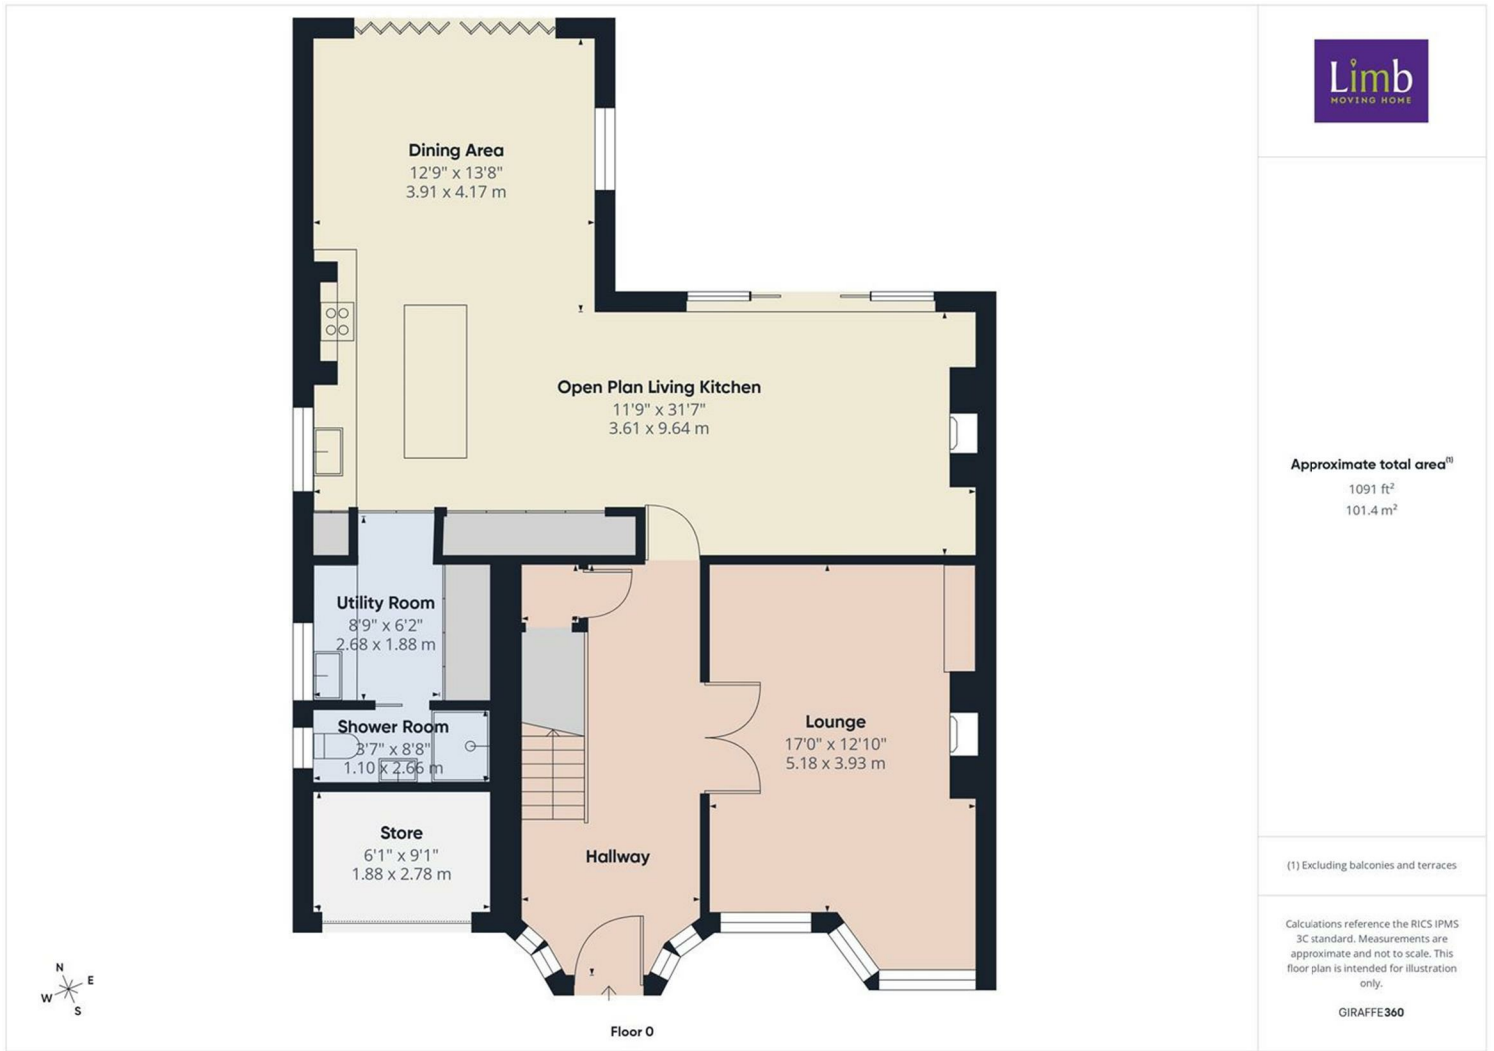 Limb
MOVING HOME
Dining Area
12'9" x 13'8"
3.91 x 4.17 m
Open Plan Living Kitchen
11'9" x 31'7"
3.61 x 9.64 m
Utility Room
8'9" x 6'2"
2.68 x 1.88 m
Shower Room
3'7" x 8'8"
1.10 x 2.66 m
Store
6'1" x 9'1"
1.88 x 2.78 m
Hallway
Lounge
17'0" x 12'10"
5.18 x 3.93 m
Floor 0
N
E
W
S
Approximate total area⁽¹⁾
1091 ft²
101.4 m²
(1) Excluding balconies and terraces
Calculations reference the RICS IPMS
3C standard. Measurements are
approximate and not to scale. This
floor plan is intended for illustration
only.
GIRAFFE360